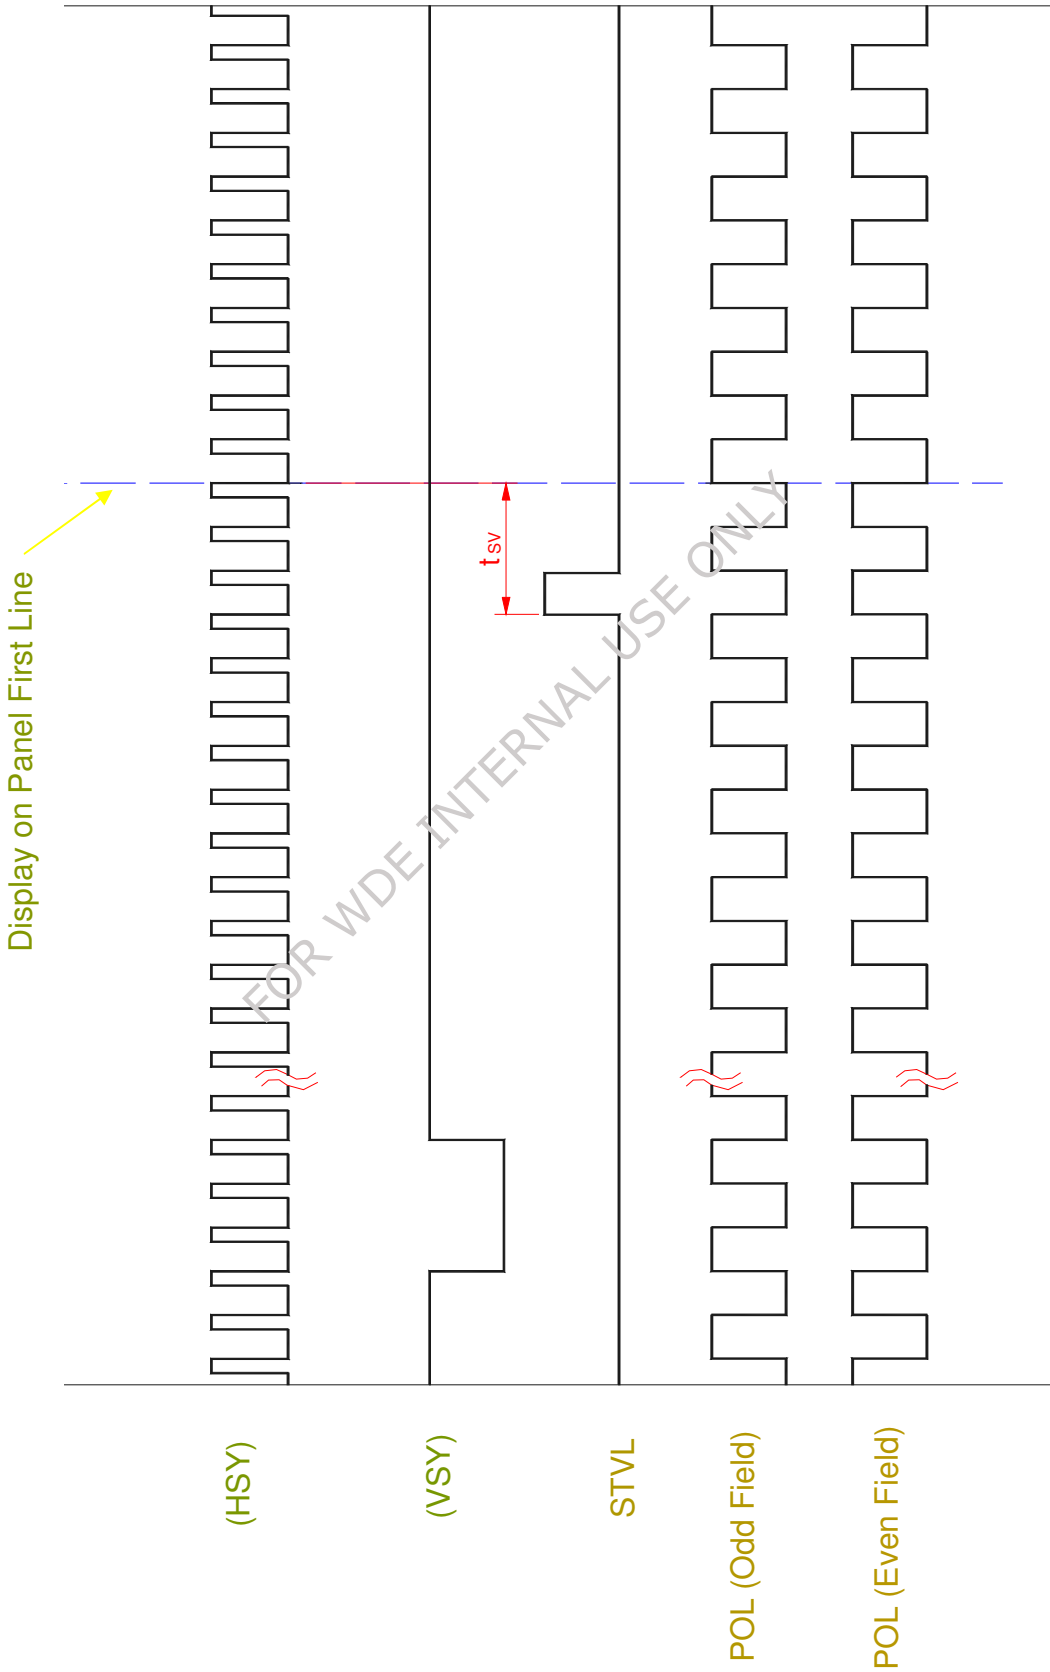 Display on Panel First Line
t sv
(HSY)
(VSY)
STVL
POL (Odd Field)
POL (Even Field)
FOR WDE INTERNAL USE ONLY